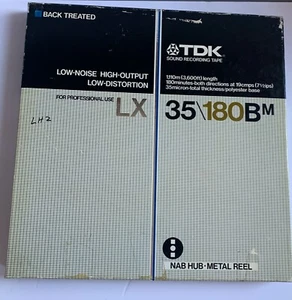 BACK TREATED
TDK
SOUND RECORDING TAPE
LOW-NOISE HIGH-OUTPUT
LOW-DISTORTION
1,110m (3,600ft) length
180minutes-both directions at 19cmps (7½ips)
35micron-total thickness/polyester base
FOR PROFESSIONAL USE
LX
35\180BM
LH2
NAB HUB·METAL REEL